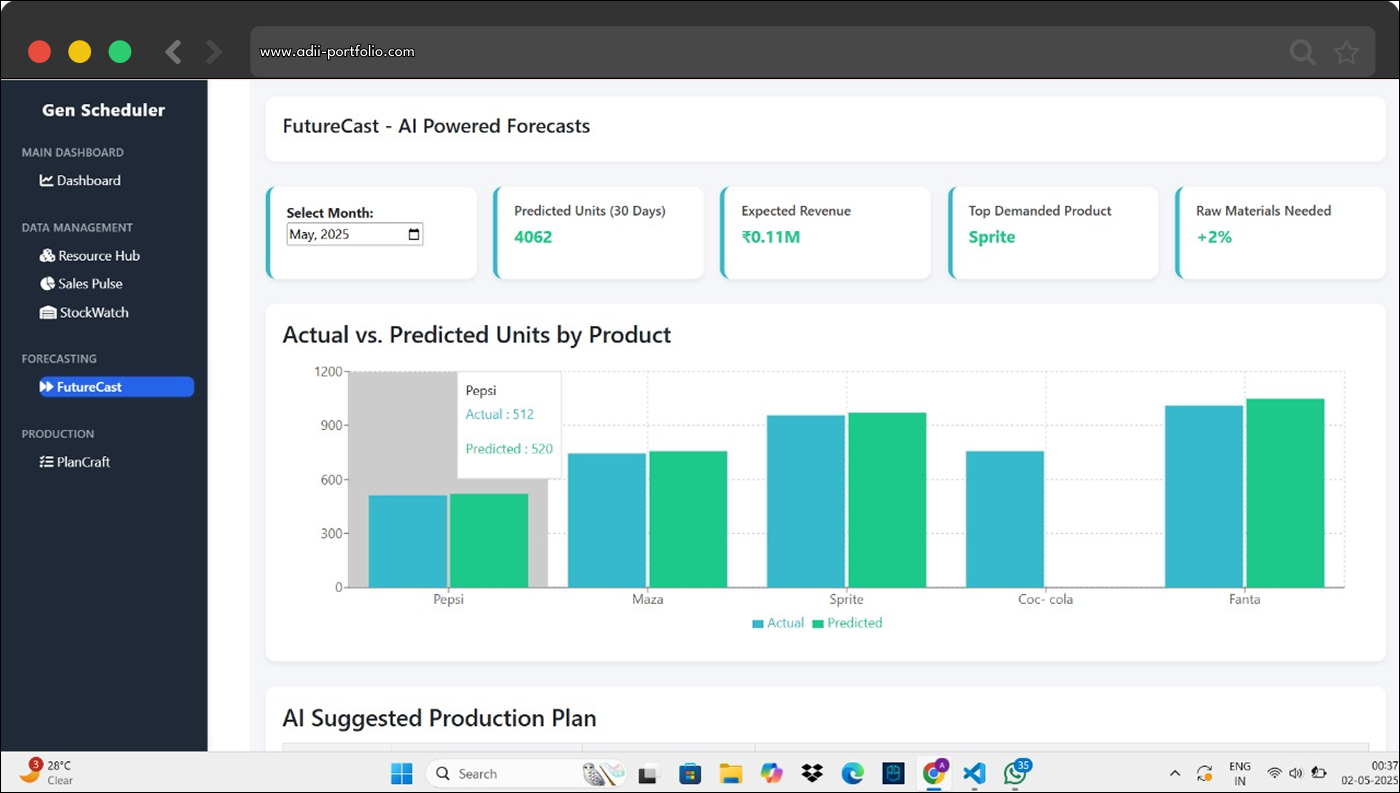 www.adii-portfolio.com
Gen Scheduler
MAIN DASHBOARD
Dashboard
DATA MANAGEMENT
Resource Hub
Sales Pulse
StockWatch
FORECASTING
FutureCast
PRODUCTION
PlanCraft
FutureCast - AI Powered Forecasts
Select Month:
May, 2025
Predicted Units (30 Days)
4062
Expected Revenue
₹0.11M
Top Demanded Product
Sprite
Raw Materials Needed
+2%
Actual vs. Predicted Units by Product
1200
900
600
300
0
Pepsi
Actual : 512
Predicted : 520
Pepsi Maza Sprite Coc- cola Fanta
Actual Predicted
AI Suggested Production Plan
3
28°C
Clear
Search
A
35
ENG
IN
00:37
02-05-2025